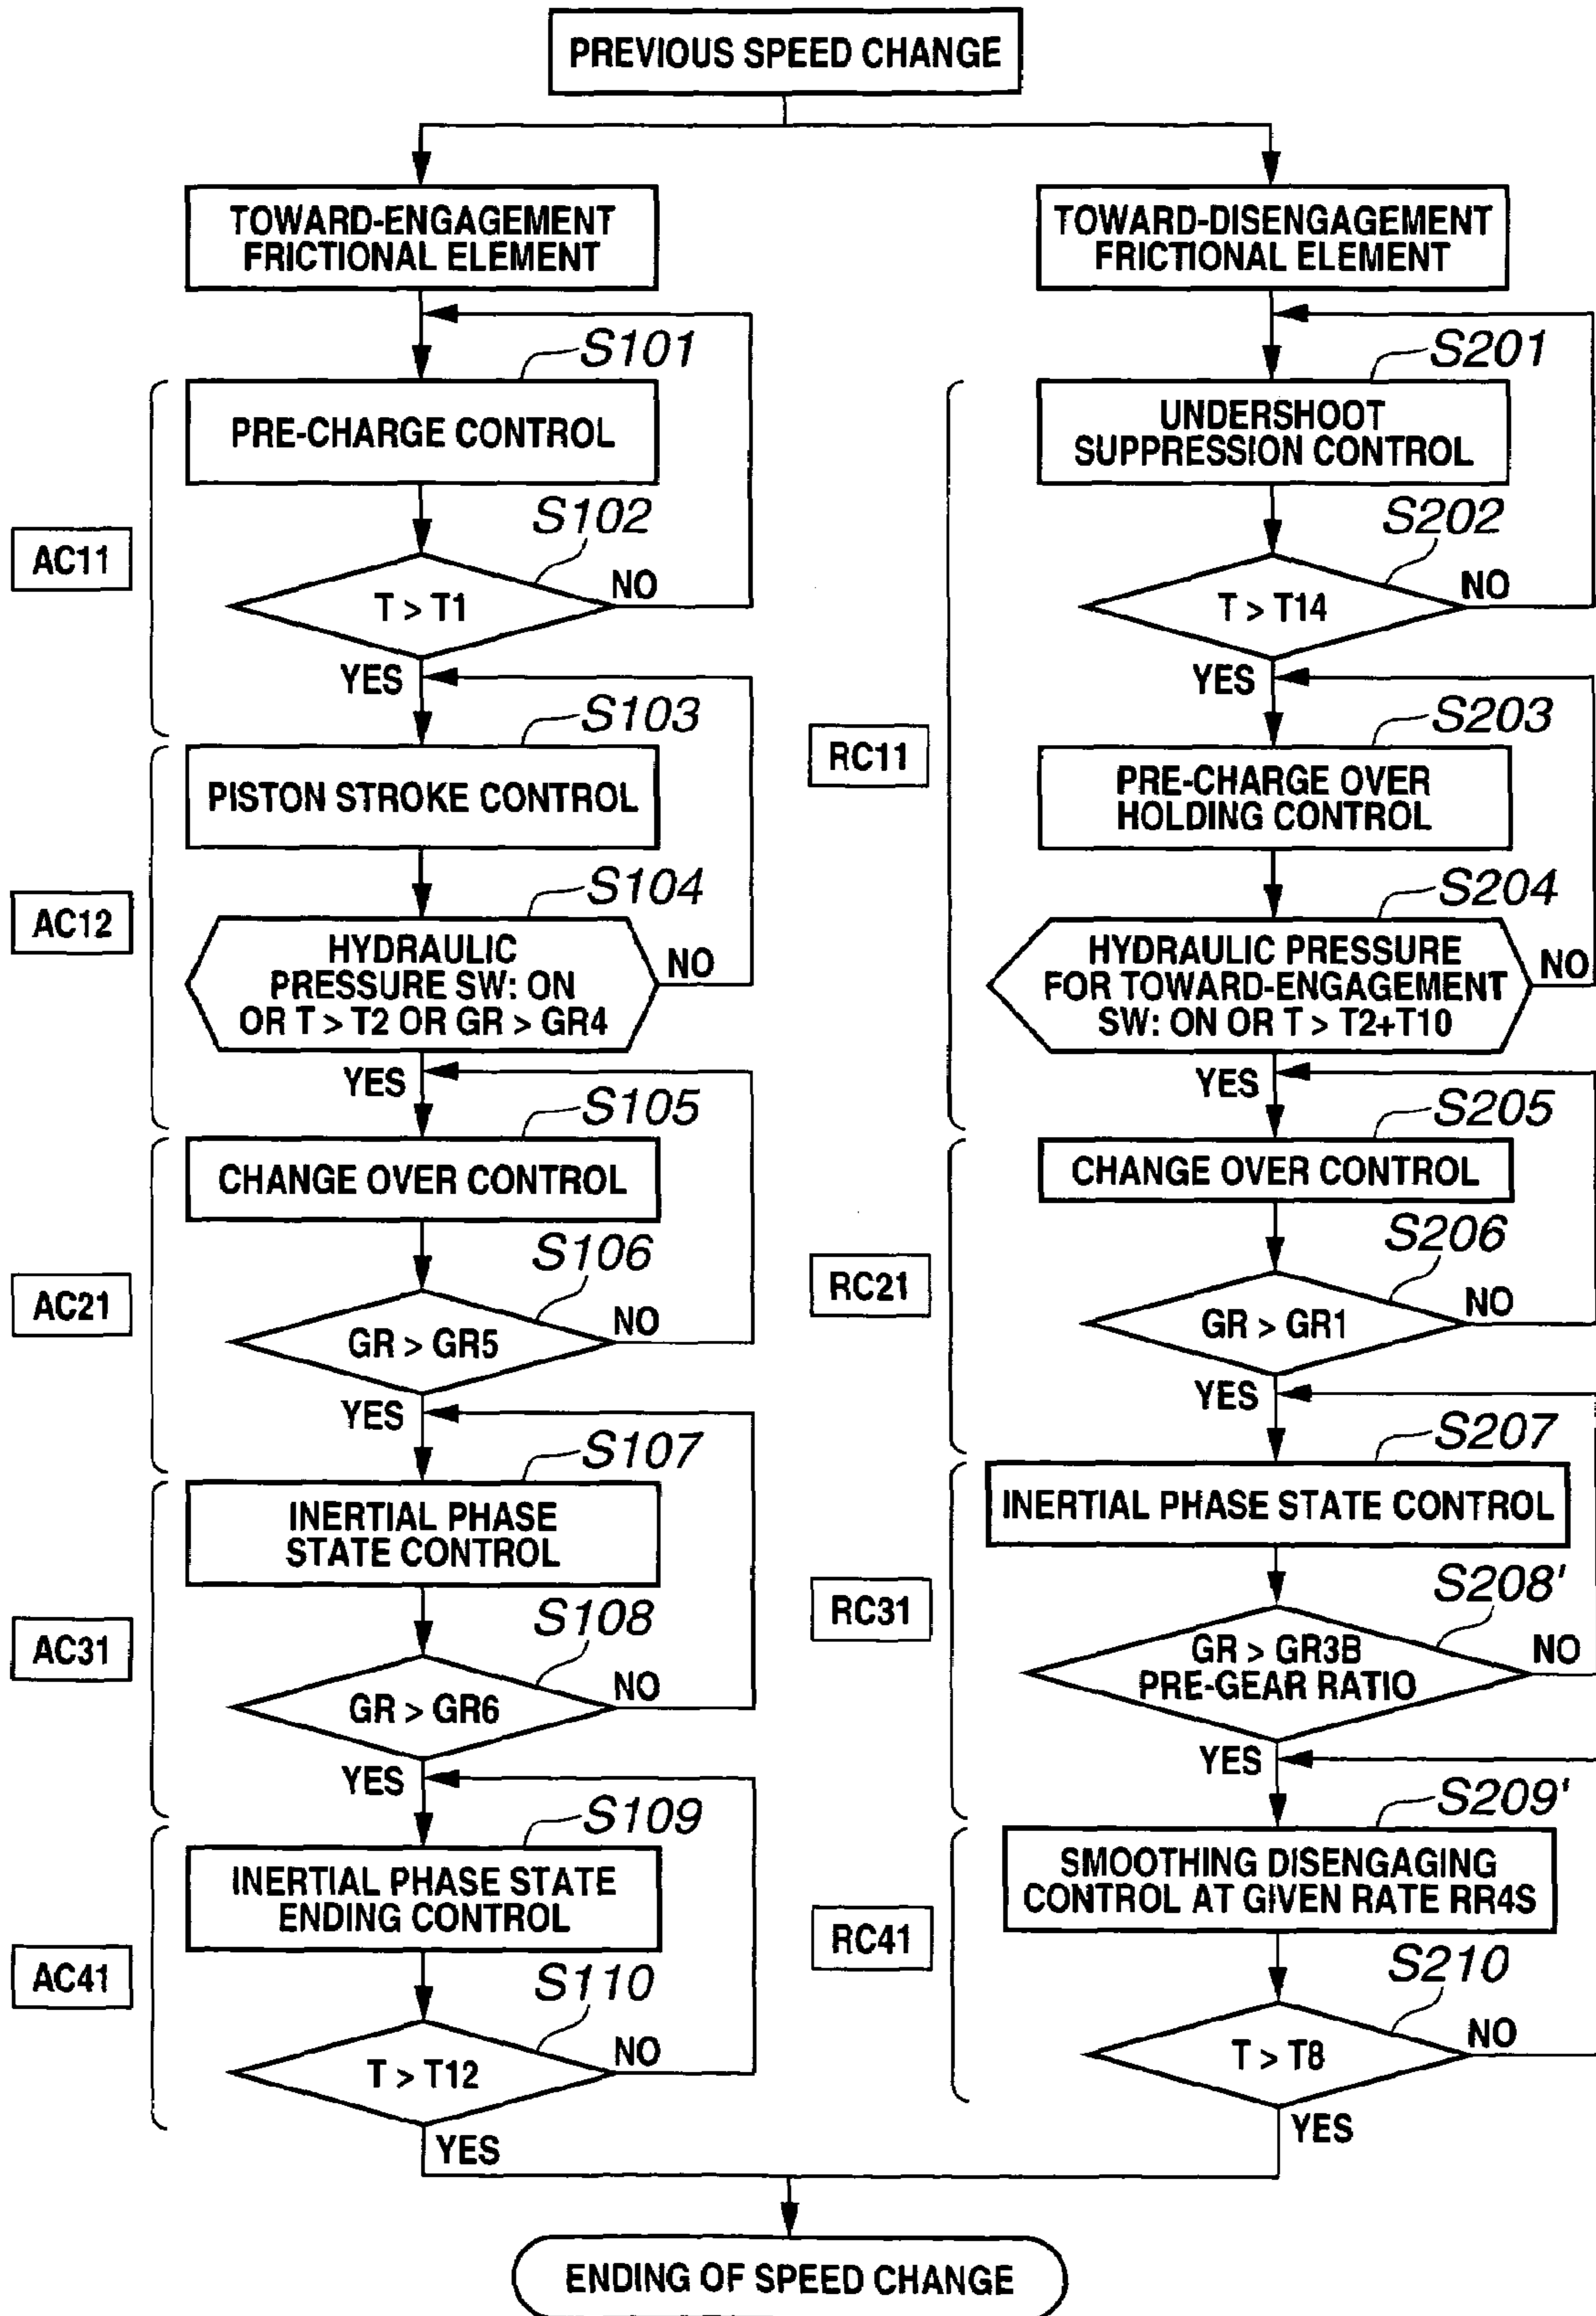 PREVIOUS SPEED CHANGE
TOWARD-ENGAGEMENT
FRICTIONAL ELEMENT
S101
PRE-CHARGE CONTROL
S102
AC11
T > T1
NO
YES
S103
PISTON STROKE CONTROL
S104
AC12
HYDRAULIC
PRESSURE SW: ON
OR T > T2 OR GR > GR4
NO
YES
S105
CHANGE OVER CONTROL
S106
AC21
GR > GR5
NO
YES
S107
INERTIAL PHASE
STATE CONTROL
S108
AC31
GR > GR6
NO
YES
S109
INERTIAL PHASE STATE
ENDING CONTROL
S110
AC41
T > T12
NO
YES
TOWARD-DISENGAGEMENT
FRICTIONAL ELEMENT
S201
UNDERSHOOT
SUPPRESSION CONTROL
S202
T > T14
NO
YES
RC11
S203
PRE-CHARGE OVER
HOLDING CONTROL
S204
HYDRAULIC PRESSURE
FOR TOWARD-ENGAGEMENT
SW: ON OR T > T2+T10
NO
YES
S205
CHANGE OVER CONTROL
S206
RC21
GR > GR1
NO
YES
S207
INERTIAL PHASE STATE CONTROL
S208'
RC31
GR > GR3B
PRE-GEAR RATIO
NO
YES
S209'
SMOOTHING DISENGAGING
CONTROL AT GIVEN RATE RR4S
RC41
S210
T > T8
NO
YES
ENDING OF SPEED CHANGE